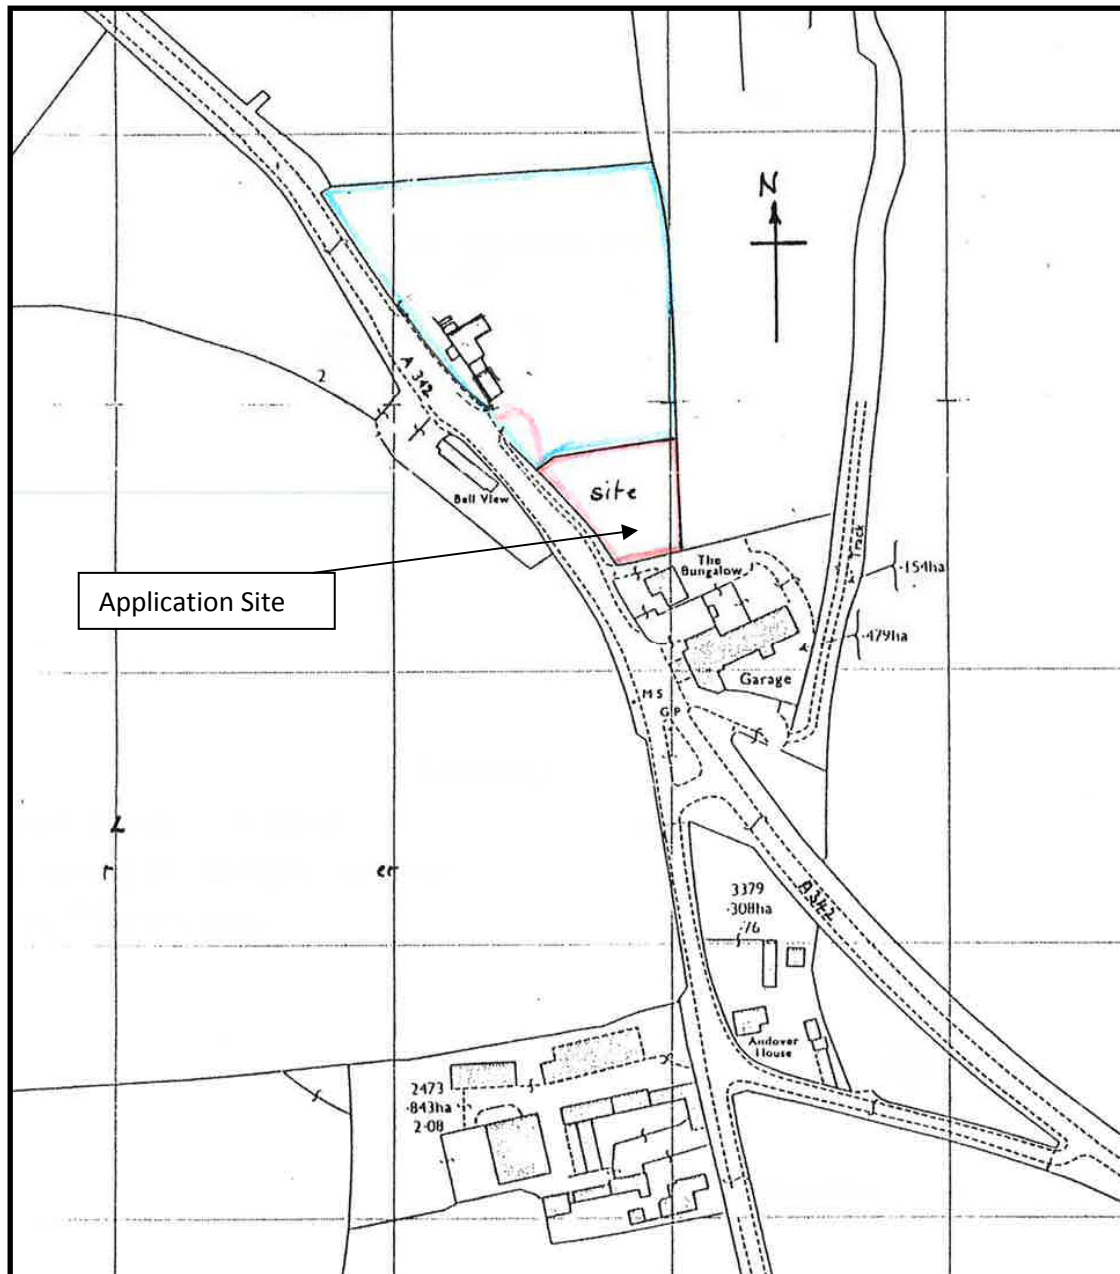 N
A 342
2
Bell View
site
Application Site
The
Bungalow
Track
·154ha
·479ha
Garage
M S
G P
L
r
er
3379
·308ha
·76
A342
Andover
House
2473
·843ha
2·08